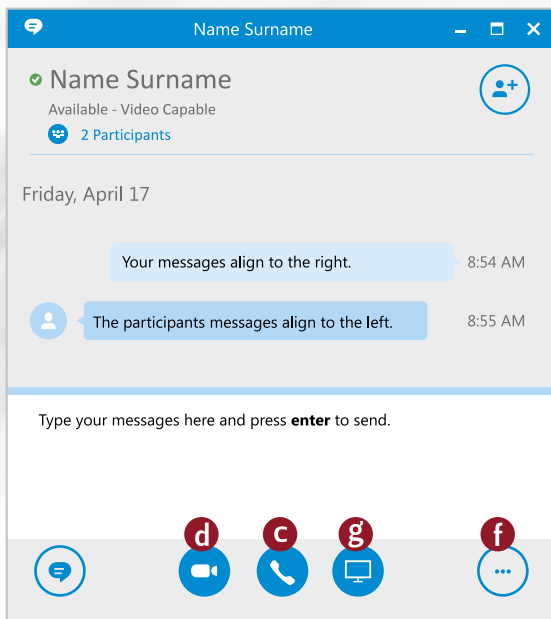 Name Surname
Name Surname
Available - Video Capable
2 Participants
Friday, April 17
Your messages align to the right.
8:54 AM
The participants messages align to the left.
8:55 AM
Type your messages here and press enter to send.
d
c
g
f